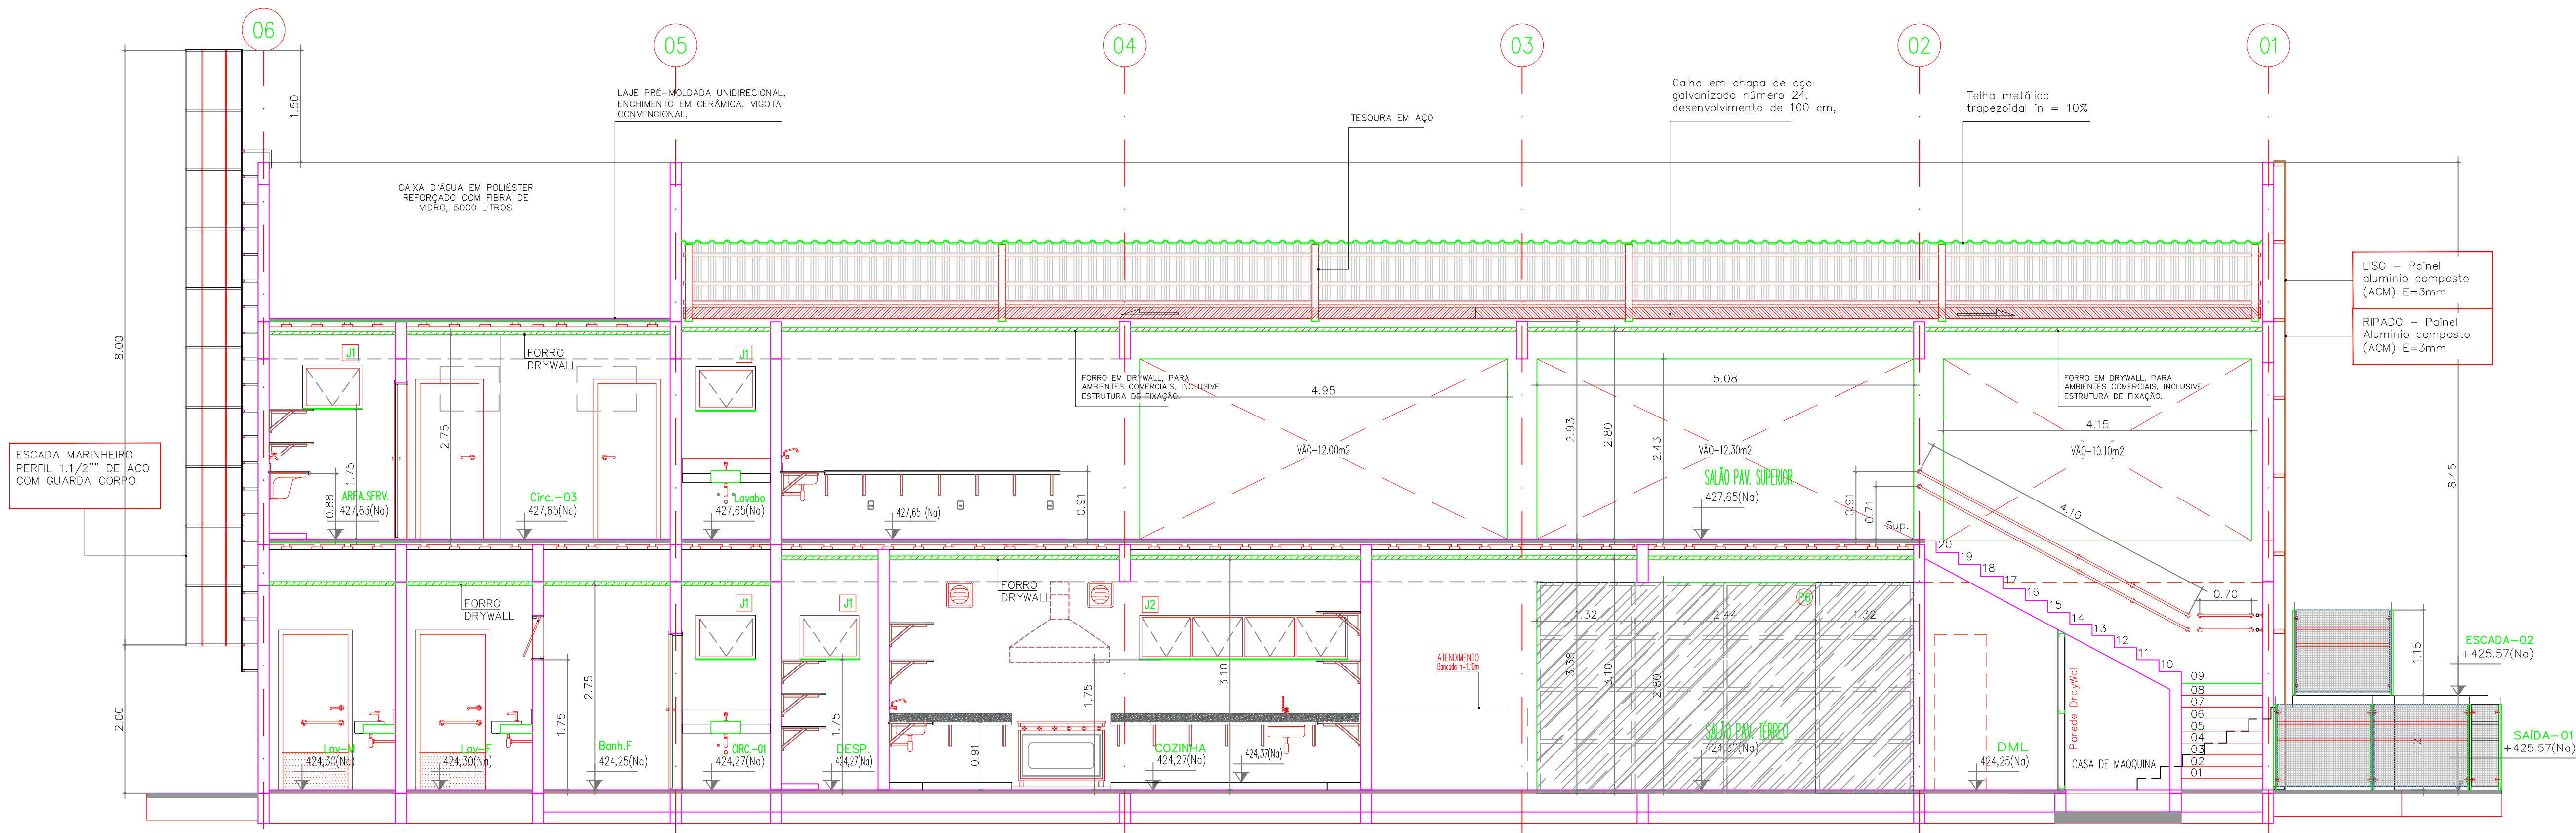 06
05
04
03
02
01
1.50
LAJE PRÉ-MOLDADA UNIDIRECIONAL,
ENCHIMENTO EM CERÂMICA, VIGOTA
CONVENCIONAL,
TESOURA EM AÇO
Calha em chapa de aço
galvanizado número 24,
desenvolvimento de 100 cm,
Telha metálica
trapezoidal in = 10%
CAIXA D'ÁGUA EM POLIÉSTER
REFORÇADO COM FIBRA DE
VIDRO, 5000 LITROS
LISO - Painel
aluminio composto
(ACM) E=3mm
RIPADO - Painel
Aluminio composto
(ACM) E=3mm
8.00
2.00
8.45
ESCADA MARINHEIRO
PERFIL 1.1/2"" DE ACO
COM GUARDA CORPO
J1
FORRO
DRYWALL
J1
FORRO EM DRYWALL, PARA
AMBIENTES COMERCIAIS, INCLUSIVE
ESTRUTURA DE FIXAÇÃO.
4.95
5.08
FORRO EM DRYWALL, PARA
AMBIENTES COMERCIAIS, INCLUSIVE
ESTRUTURA DE FIXAÇÃO.
4.15
2.75
1.75
0.88
2.93
2.80
2.43
VÃO-12.00m2
VÃO-12.30m2
VÃO-10.10m2
SALÃO PAV. SUPERIOR
427,65(Na)
AREA.SERV.
427,63(Na)
Circ.-03
427,65(Na)
Lavabo
427,65(Na)
427,65 (Na)
0.91
0.91
0.71
4.10
Sup.
0.70
20
19
18
17
16
15
14
13
12
11
10
09
08
07
06
05
04
03
02
01
FORRO
DRYWALL
J1
J1
FORRO
DRYWALL
J2
P6
1.32
2.44
1.32
ATENDIMENTO
Bancada h=1,10m
2.75
1.75
1.75
0.91
1.75
3.10
3.38
3.10
2.80
Lav-M
424,30(Na)
Lav-F
424,30(Na)
Banh.F
424,25(Na)
CIRC.-01
424,27(Na)
DESP.
424,27(Na)
COZINHA
424,27(Na)
424,37(Na)
SALÃO PAV. TÉRREO
424,30(Na)
DML
424,25(Na)
Parede DrayWall
CASA DE MAQQUINA
1.15
ESCADA-02
+425.57(Na)
SAÍDA-01
+425.57(Na)